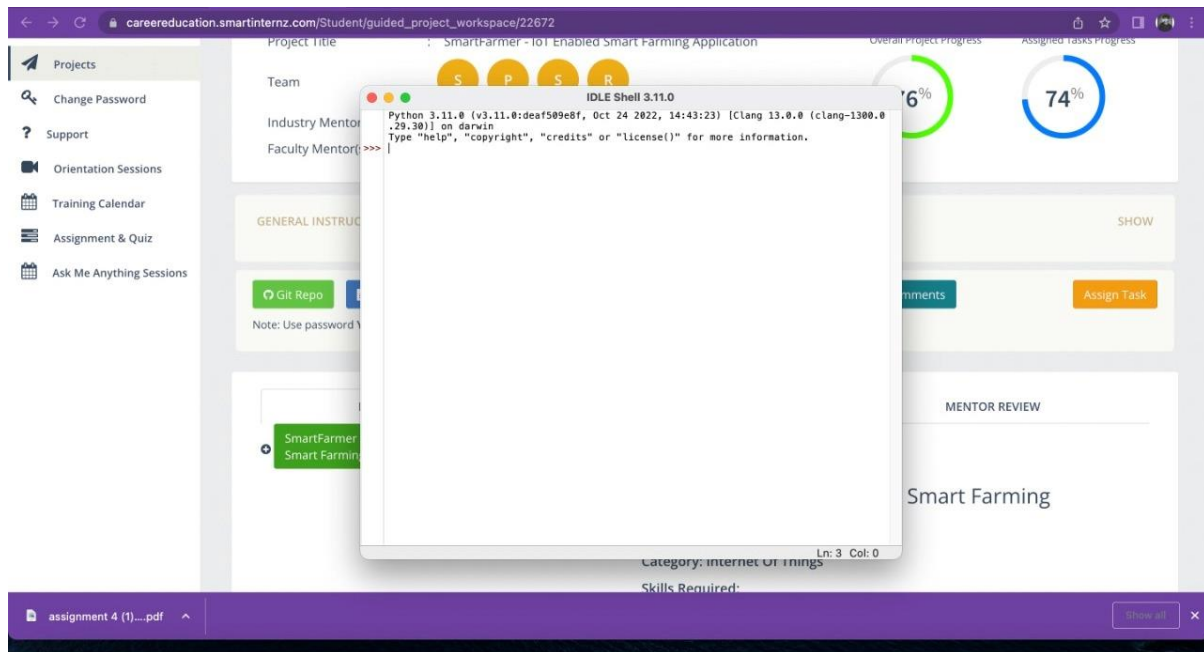 careereducation.smartinternz.com/Student/guided_project_workspace/22672
Projects
Change Password
Support
Orientation Sessions
Training Calendar
Assignment & Quiz
Ask Me Anything Sessions
Project Title : SmartFarmer - IoT Enabled Smart Farming Application
Overall Project Progress
Assigned Tasks Progress
Team
S P S R
6%
74%
Industry Mentor
Faculty Mentor(
IDLE Shell 3.11.0
Python 3.11.0 (v3.11.0:deaf509e8f, Oct 24 2022, 14:43:23) [Clang 13.0.0 (clang-1300.0
.29.30)] on darwin
Type "help", "copyright", "credits" or "license()" for more information.
>>>
Ln: 3 Col: 0
GENERAL INSTRUC
SHOW
Git Repo
mments
Assign Task
Note: Use password
MENTOR REVIEW
SmartFarmer
Smart Farming
Smart Farming
Category: Internet Of Things
Skills Required:
assignment 4 (1)....pdf
Show all